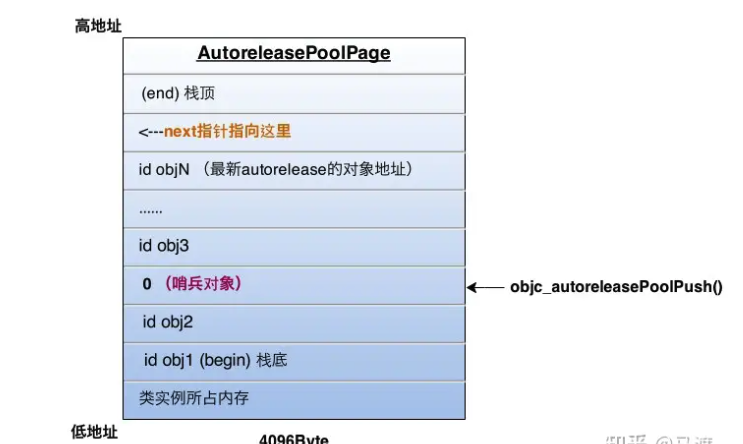 高地址
AutoreleasePoolPage
(end) 栈顶
<---next指针指向这里
id objN （最新autorelease的对象地址）
......
id obj3
0 （哨兵对象）
objc_autoreleasePoolPush()
id obj2
id obj1 (begin) 栈底
类实例所占内存
低地址
4096Byte
知乎 @马渡